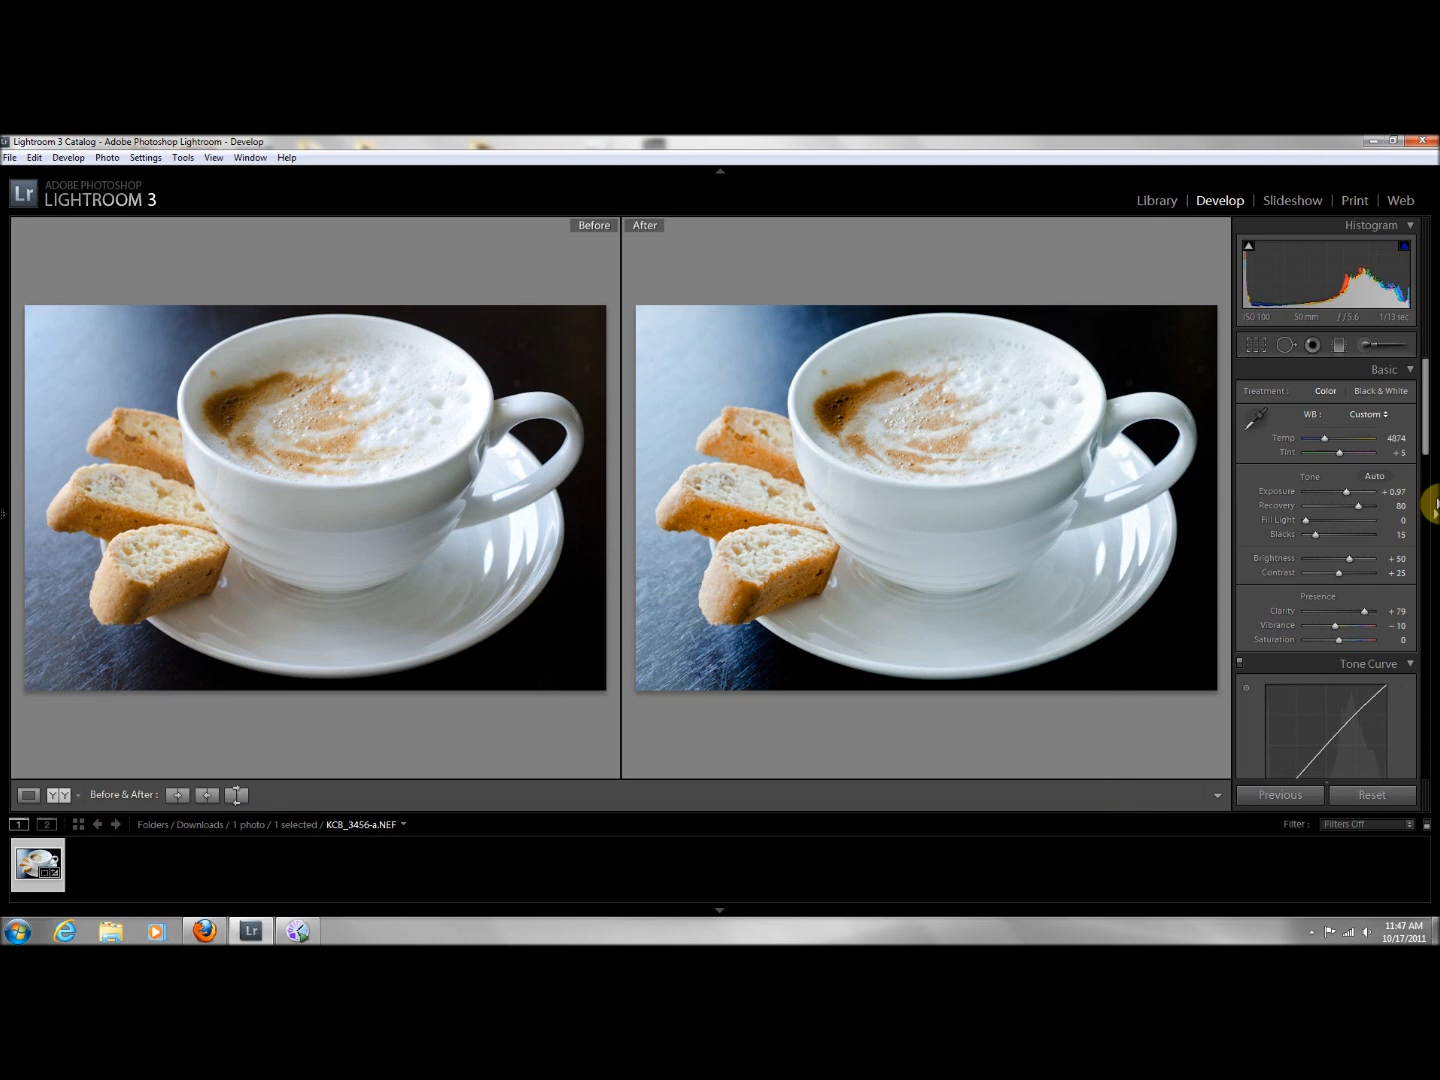 Lightroom 3 Catalog - Adobe Photoshop Lightroom - Develop
File Edit Develop Photo Settings Tools View Window Help
Lr ADOBE PHOTOSHOP
LIGHTROOM 3
Library | Develop | Slideshow | Print | Web
Before After
Histogram
ISO 100 50 mm ƒ / 5.6 1/13 sec
Basic
Treatment : Color Black & White
WB : Custom
Temp 4874
Tint + 5
Tone Auto
Exposure + 0.97
Recovery 80
Fill Light 0
Blacks 15
Brightness + 50
Contrast + 25
Presence
Clarity + 79
Vibrance – 10
Saturation 0
Tone Curve
Previous Reset
YY Before & After :
1 2 Folders / Downloads / 1 photo / 1 selected / KCB_3456-a.NEF Filter : Filters Off
Lr
11:47 AM
10/17/2011